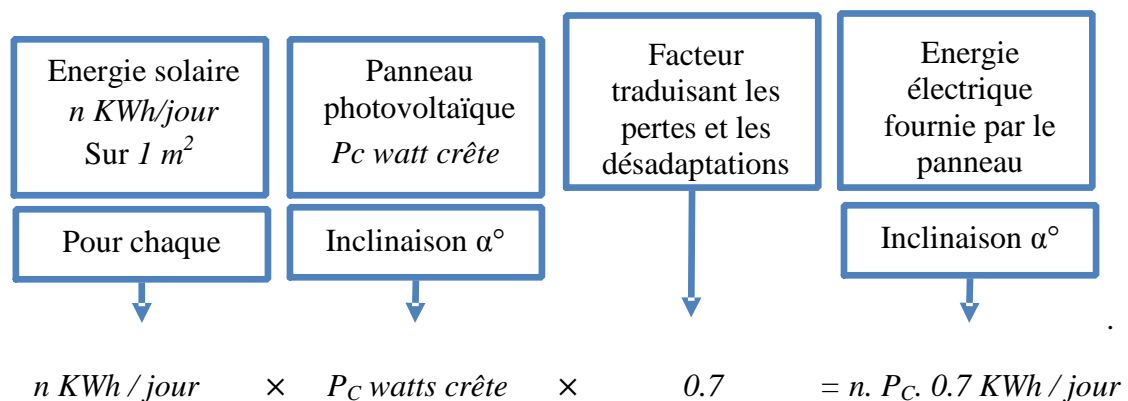 Energie solaire
n KWh/jour
Sur 1 m²
Pour chaque
Panneau
photovoltaïque
Pc watt crête
Inclinaison α°
Facteur
traduisant les
pertes et les
désadaptations
Energie
électrique
fournie par le
panneau
Inclinaison α°
.
n KWh / jour × P_C watts crête × 0.7 = n. P_C. 0.7 KWh / jour